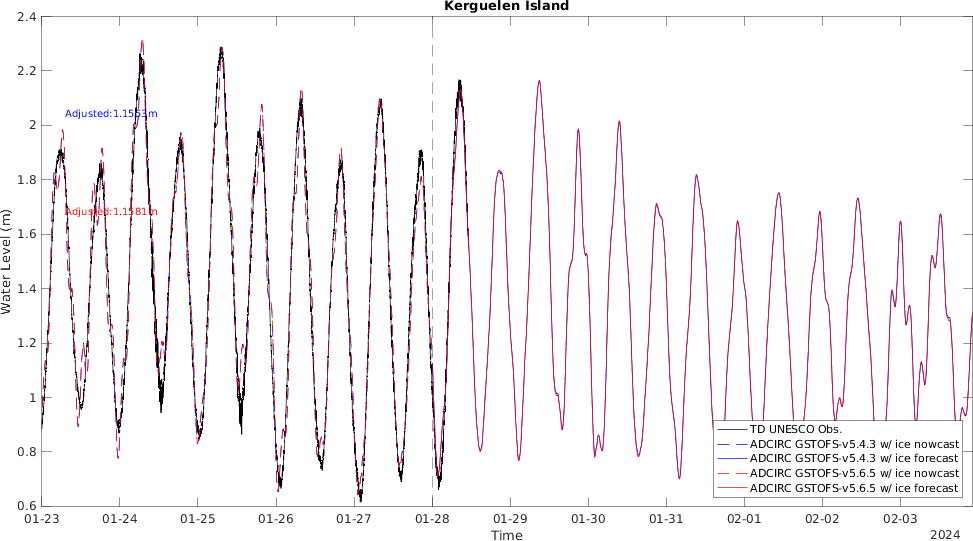 Kerguelen Island
2.4
2.2
2
1.8
1.6
1.4
1.2
1
0.8
0.6
Water Level (m)
Adjusted:1.1553m
Adjusted:1.1581m
TD UNESCO Obs.
ADCIRC GSTOFS-v5.4.3 w/ ice nowcast
ADCIRC GSTOFS-v5.4.3 w/ ice forecast
ADCIRC GSTOFS-v5.6.5 w/ ice nowcast
ADCIRC GSTOFS-v5.6.5 w/ ice forecast
01-23 01-24 01-25 01-26 01-27 01-28 01-29 01-30 01-31 02-01 02-02 02-03
Time
2024